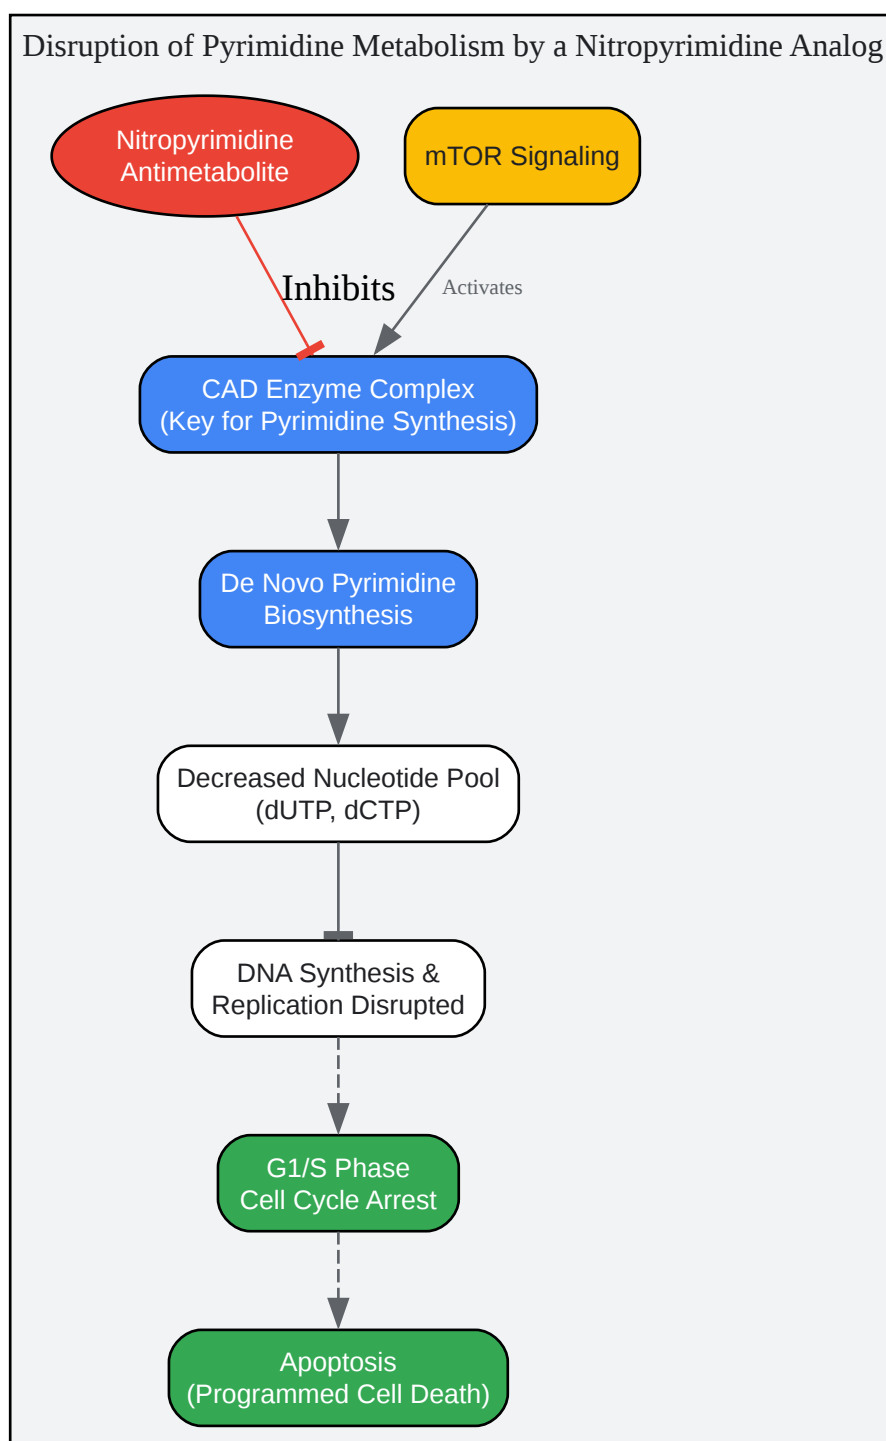 Disruption of Pyrimidine Metabolism by a Nitropyrimidine Analog
Nitropyrimidine
Antimetabolite
mTOR Signaling
Inhibits
Activates
CAD Enzyme Complex
(Key for Pyrimidine Synthesis)
De Novo Pyrimidine
Biosynthesis
Decreased Nucleotide Pool
(dUTP, dCTP)
DNA Synthesis &
Replication Disrupted
G1/S Phase
Cell Cycle Arrest
Apoptosis
(Programmed Cell Death)